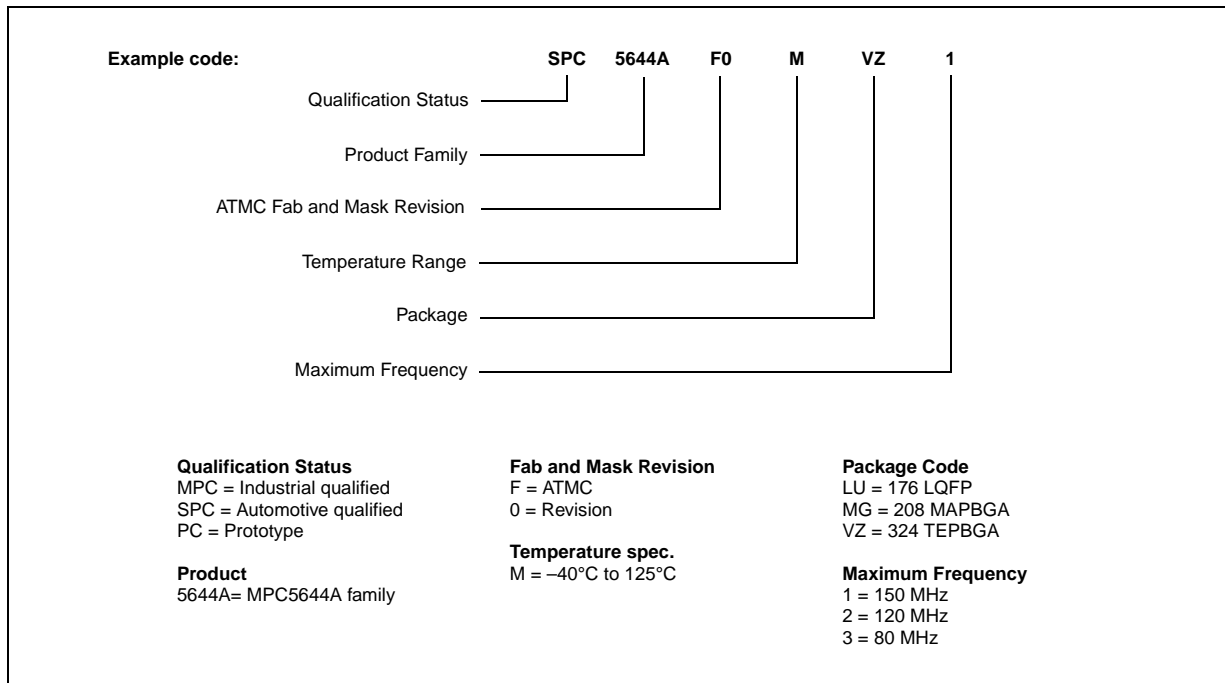 Example code: SPC 5644A F0 M VZ 1
Qualification Status
Product Family
ATMC Fab and Mask Revision
Temperature Range
Package
Maximum Frequency
Qualification Status
MPC = Industrial qualified
SPC = Automotive qualified
PC = Prototype
Product
5644A= MPC5644A family
Fab and Mask Revision
F = ATMC
0 = Revision
Temperature spec.
M = –40°C to 125°C
Package Code
LU = 176 LQFP
MG = 208 MAPBGA
VZ = 324 TEPBGA
Maximum Frequency
1 = 150 MHz
2 = 120 MHz
3 = 80 MHz